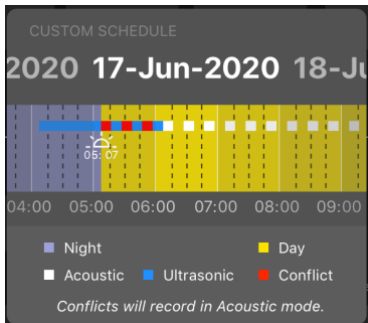 CUSTOM SCHEDULE
2020 17-Jun-2020 18-Ju
05:07
04:00 05:00 06:00 07:00 08:00 09:00
Night Day
Acoustic Ultrasonic Conflict
Conflicts will record in Acoustic mode.